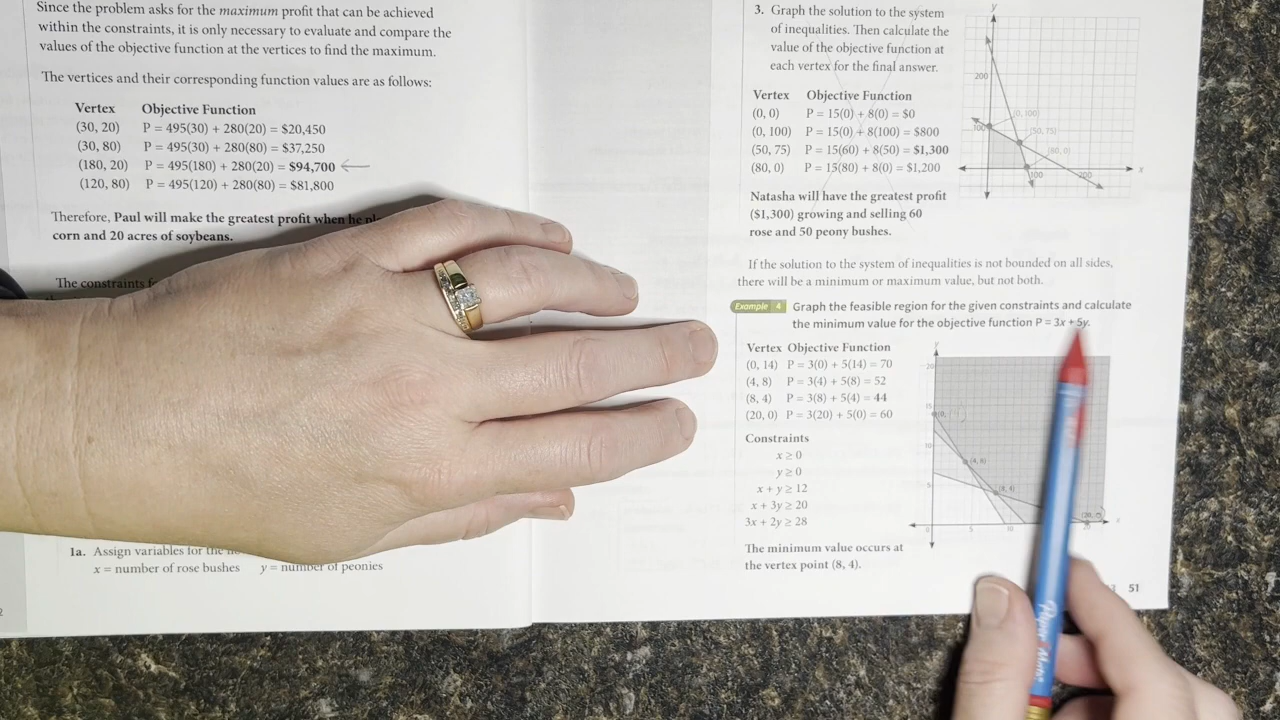 Since the problem asks for the maximum profit that can be achieved
within the constraints, it is only necessary to evaluate and compare the
values of the objective function at the vertices to find the maximum.
The vertices and their corresponding function values are as follows:
Vertex Objective Function
(30, 20) P = 495(30) + 280(20) = $20,450
(30, 80) P = 495(30) + 280(80) = $37,250
(180, 20) P = 495(180) + 280(20) = $94,700
(120, 80) P = 495(120) + 280(80) = $81,800
Therefore, Paul will make the greatest profit when he
corn and 20 acres of soybeans.
The constraints
1a. Assign variables for the
x = number of rose bushes y = number of peonies
3. Graph the solution to the system
of inequalities. Then calculate the
value of the objective function at
each vertex for the final answer.
Vertex Objective Function
(0, 0) P = 15(0) + 8(0) = $0
(0, 100) P = 15(0) + 8(100) = $800
(50, 75) P = 15(60) + 8(50) = $1,300
(80, 0) P = 15(80) + 8(0) = $1,200
y
200
100
(0, 100)
(50, 75)
(80, 0)
100
200
x
Natasha will have the greatest profit
($1,300) growing and selling 60
rose and 50 peony bushes.
If the solution to the system of inequalities is not bounded on all sides,
there will be a minimum or maximum value, but not both.
Example 4 Graph the feasible region for the given constraints and calculate
the minimum value for the objective function P = 3x + 5y.
Vertex Objective Function
(0, 14) P = 3(0) + 5(14) = 70
(4, 8) P = 3(4) + 5(8) = 52
(8, 4) P = 3(8) + 5(4) = 44
(20, 0) P = 3(20) + 5(0) = 60
Constraints
x ≥ 0
y ≥ 0
x + y ≥ 12
x + 3y ≥ 20
3x + 2y ≥ 28
The minimum value occurs at
the vertex point (8, 4).
y
20
15
10
5
0
5
10
20
(4, 8)
(8, 4)
x
51
Paper Mate